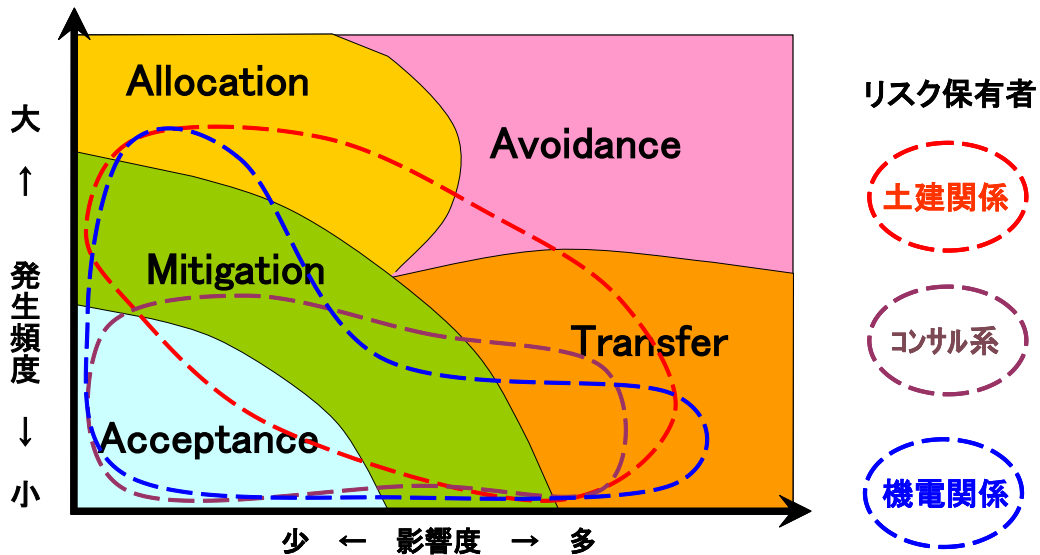 Allocation
Avoidance
Mitigation
Transfer
Acceptance
大
↑
発生頻度
↓
小
少 ← 影響度 → 多
リスク保有者
土建関係
コンサル系
機電関係